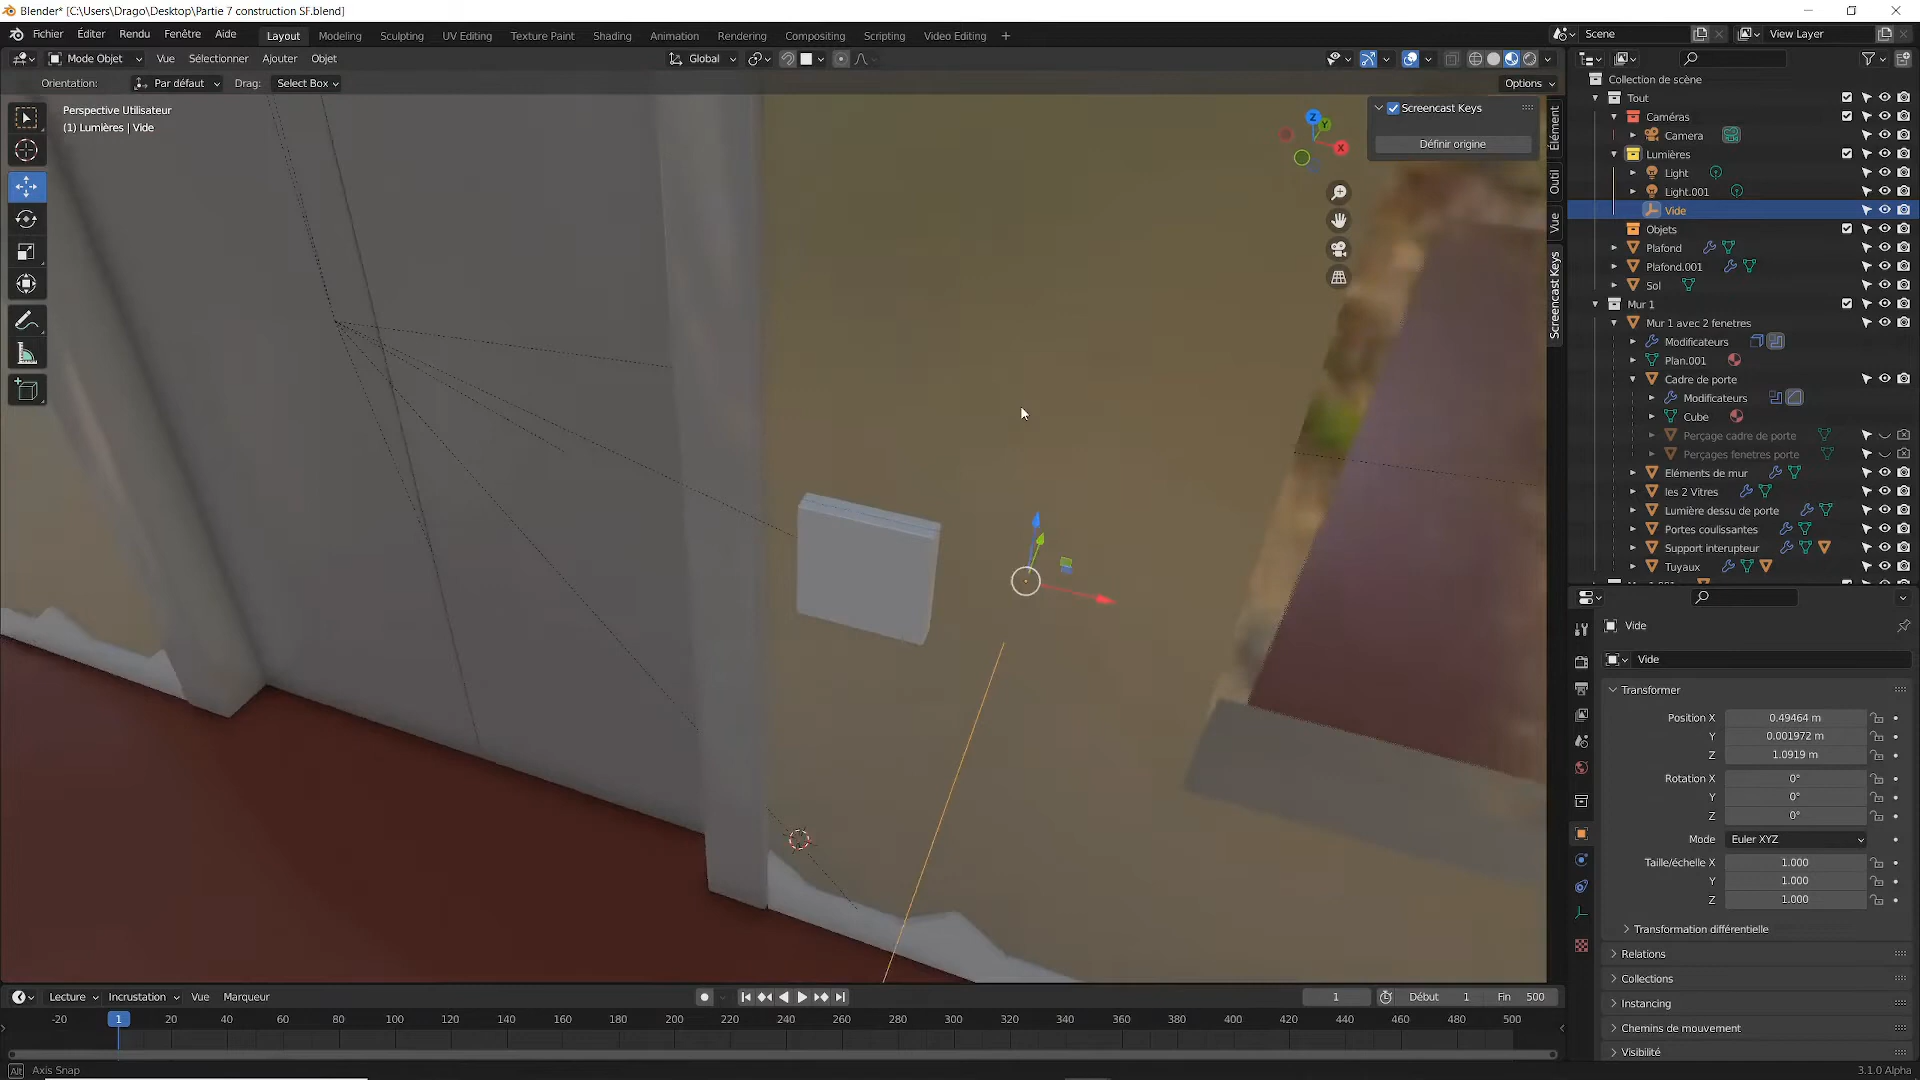 Blender* [C:\Users\Drago\Desktop\Partie 7 construction SF.blend]
Fichier Éditer Rendu Fenêtre Aide Layout Modeling Sculpting UV Editing Texture Paint Shading Animation Rendering Compositing Scripting Video Editing + Scene View Layer
Mode Objet Vue Sélectionner Ajouter Objet Global
Orientation: Par défaut Drag: Select Box Options
Perspective Utilisateur
(1) Lumières | Vide
Z
Y
X
Screencast Keys
Définir origine
Élément
Outil
Vue
Screencast Keys
Collection de scène
Tout
Caméras
Camera
Lumières
Light
Light.001
Vide
Objets
Plafond
Plafond.001
Sol
Mur 1
Mur 1 avec 2 fenetres
Modificateurs
Plan.001
Cadre de porte
Modificateurs
Cube
Perçage cadre de porte
Perçages fenetres porte
Eléments de mur
les 2 Vitres
Lumière dessu de porte
Portes coulissantes
Support interupteur
Tuyaux
Vide
Vide
Transformer
Position X 0.49464 m
Y 0.001972 m
Z 1.0919 m
Rotation X 0°
Y 0°
Z 0°
Mode Euler XYZ
Taille/échelle X 1.000
Y 1.000
Z 1.000
Transformation différentielle
Relations
Collections
Instancing
Chemins de mouvement
Visibilité
Lecture Incrustation Vue Marqueur 1 Début 1 Fin 500
-20 1 20 40 60 80 100 120 140 160 180 200 220 240 260 280 300 320 340 360 380 400 420 440 460 480 500
Alt Axis Snap 3.1.0 Alpha